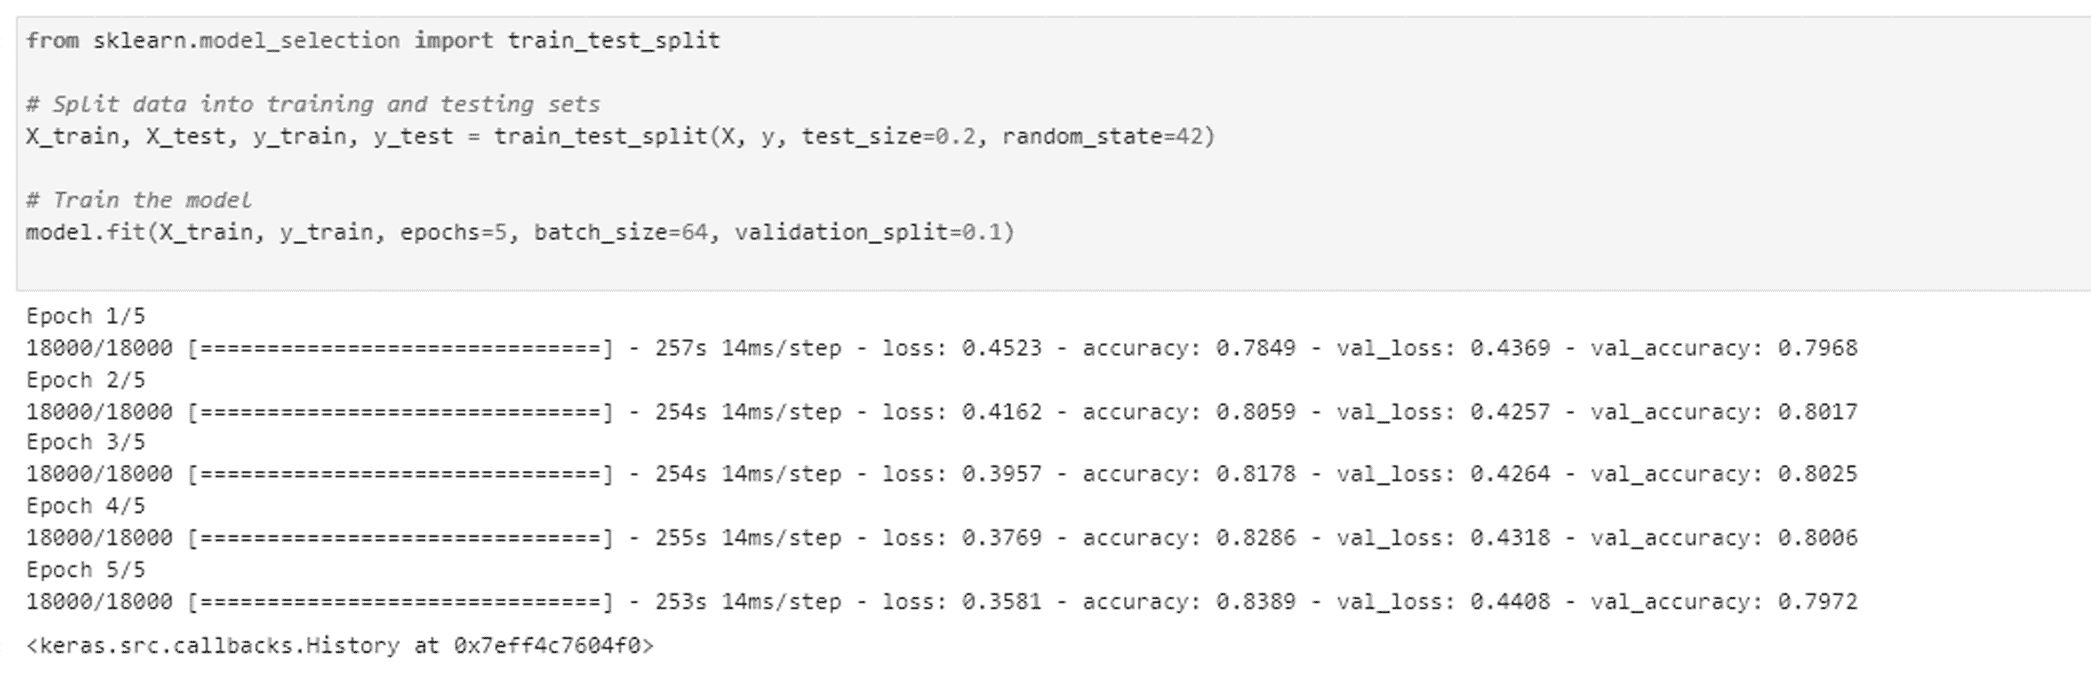 from sklearn.model_selection import train_test_split
# Split data into training and testing sets
X_train, X_test, y_train, y_test = train_test_split(X, y, test_size=0.2, random_state=42)
# Train the model
model.fit(X_train, y_train, epochs=5, batch_size=64, validation_split=0.1)
Epoch 1/5
18000/18000 [==============================] - 257s 14ms/step - loss: 0.4523 - accuracy: 0.7849 - val_loss: 0.4369 - val_accuracy: 0.7968
Epoch 2/5
18000/18000 [==============================] - 254s 14ms/step - loss: 0.4162 - accuracy: 0.8059 - val_loss: 0.4257 - val_accuracy: 0.8017
Epoch 3/5
18000/18000 [==============================] - 254s 14ms/step - loss: 0.3957 - accuracy: 0.8178 - val_loss: 0.4264 - val_accuracy: 0.8025
Epoch 4/5
18000/18000 [==============================] - 255s 14ms/step - loss: 0.3769 - accuracy: 0.8286 - val_loss: 0.4318 - val_accuracy: 0.8006
Epoch 5/5
18000/18000 [==============================] - 253s 14ms/step - loss: 0.3581 - accuracy: 0.8389 - val_loss: 0.4408 - val_accuracy: 0.7972
<keras.src.callbacks.History at 0x7eff4c7604f0>